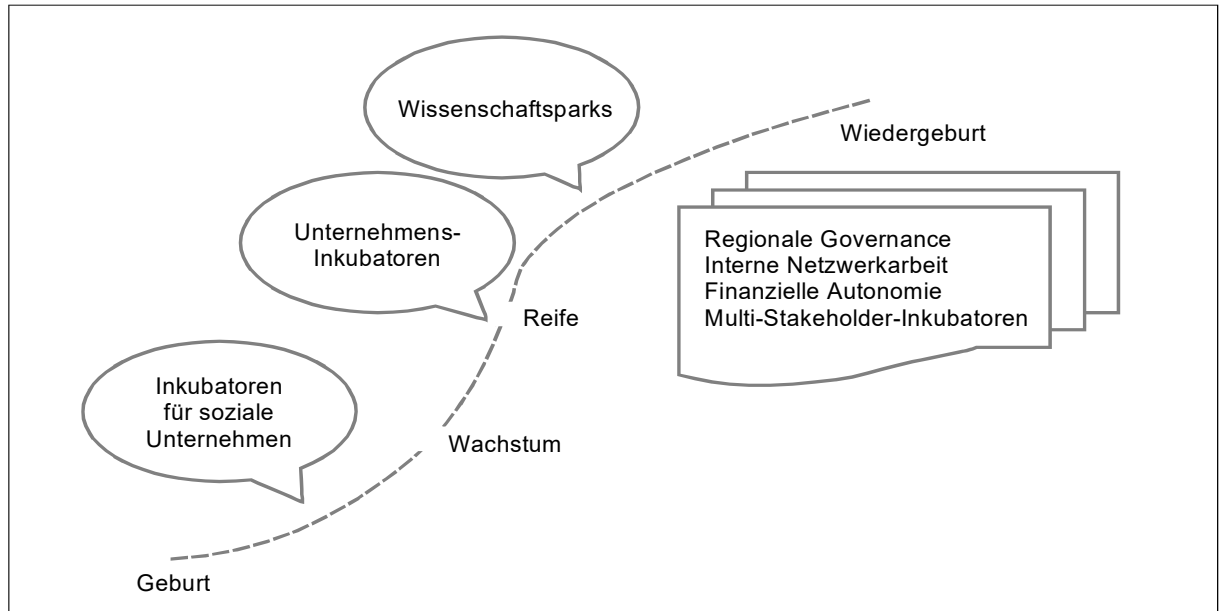 Wissenschaftsparks
Wiedergeburt
Unternehmens-
Inkubatoren
Regionale Governance
Interne Netzwerkarbeit
Finanzielle Autonomie
Multi-Stakeholder-Inkubatoren
Reife
Inkubatoren
für soziale
Unternehmen
Wachstum
Geburt